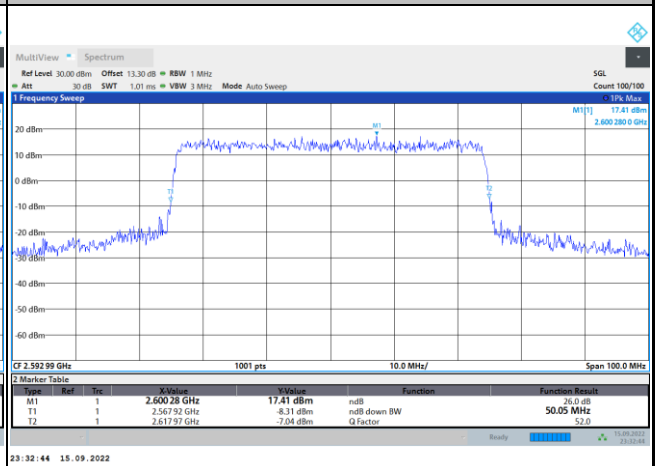 MultiView Spectrum
Ref Level 30.00 dBm Offset 13.30 dB RBW 1 MHz SGL
Att 30 dB SWT 1.01 ms VBW 3 MHz Mode Auto Sweep Count 100/100
1 Frequency Sweep 1Pk Max
M1[1] 17.41 dBm
2.600 280 0 GHz
M1
20 dBm
10 dBm
0 dBm
T1 T2
-10 dBm
-20 dBm
-30 dBm
-40 dBm
-50 dBm
-60 dBm
CF 2.592 99 GHz 1001 pts 10.0 MHz/ Span 100.0 MHz
2 Marker Table
Type Ref Trc X-Value Y-Value Function Function Result
M1 1 2.600 28 GHz 17.41 dBm ndB 26.0 dB
T1 1 2.567 92 GHz -8.31 dBm ndB down BW 50.05 MHz
T2 1 2.617 97 GHz -7.04 dBm Q Factor 52.0
Ready 15.09.2022
23:32:44
23:32:44 15.09.2022